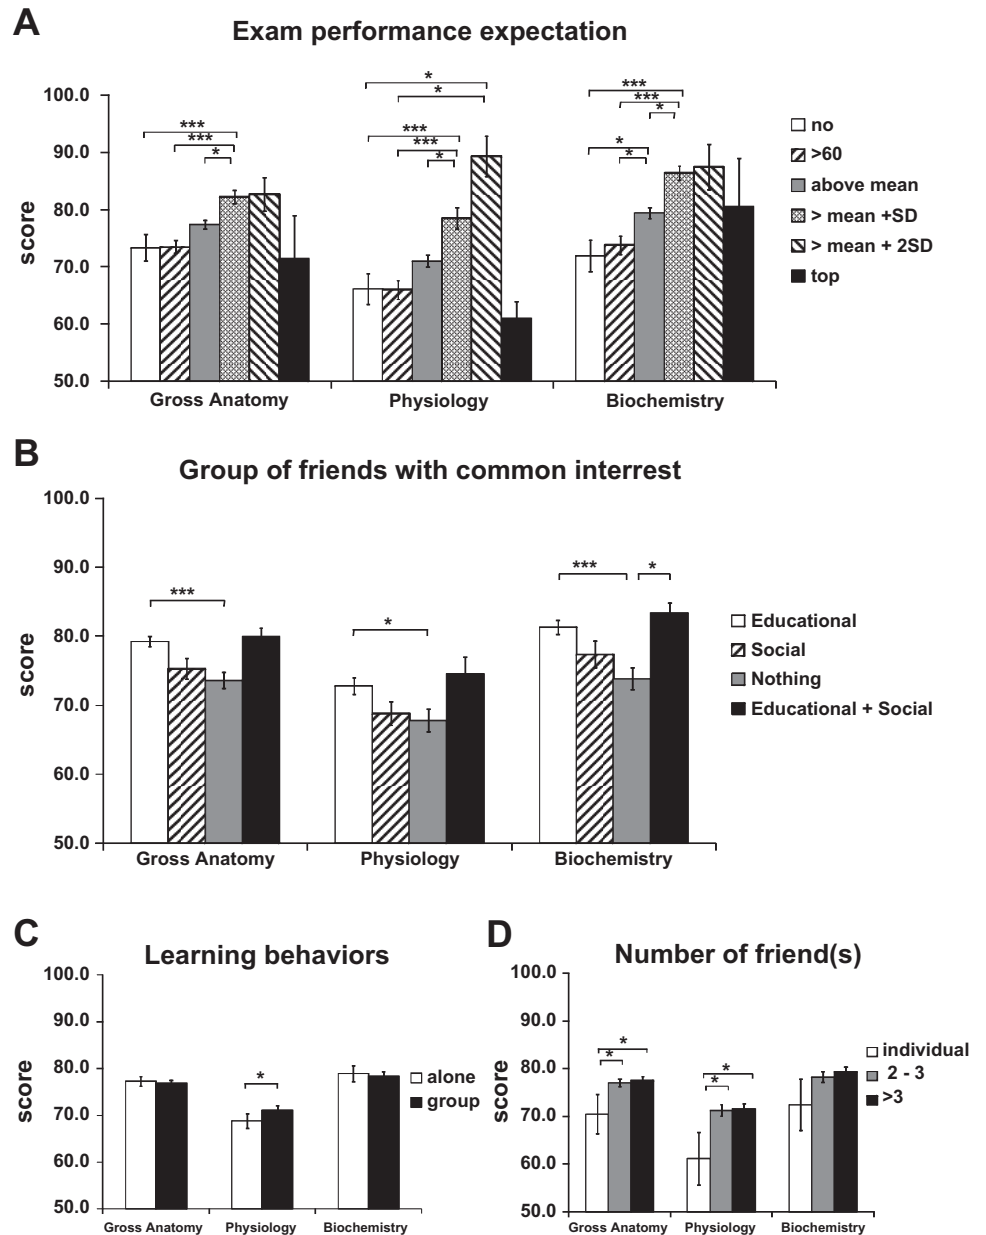 A
Exam performance expectation
*
*
***
***
*
***
***
*
***
***
*
*
*
100.0
90.0
80.0
70.0
60.0
50.0
score
Gross Anatomy
Physiology
Biochemistry
no
>60
above mean
> mean +SD
> mean + 2SD
top
B
Group of friends with common interrest
100.0
90.0
80.0
70.0
60.0
50.0
score
***
*
***
*
Gross Anatomy
Physiology
Biochemistry
Educational
Social
Nothing
Educational + Social
C
Learning behaviors
100.0
90.0
80.0
70.0
60.0
50.0
score
*
Gross Anatomy
Physiology
Biochemistry
alone
group
D
Number of friend(s)
100.0
90.0
80.0
70.0
60.0
50.0
score
*
*
*
*
Gross Anatomy
Physiology
Biochemistry
individual
2 - 3
>3